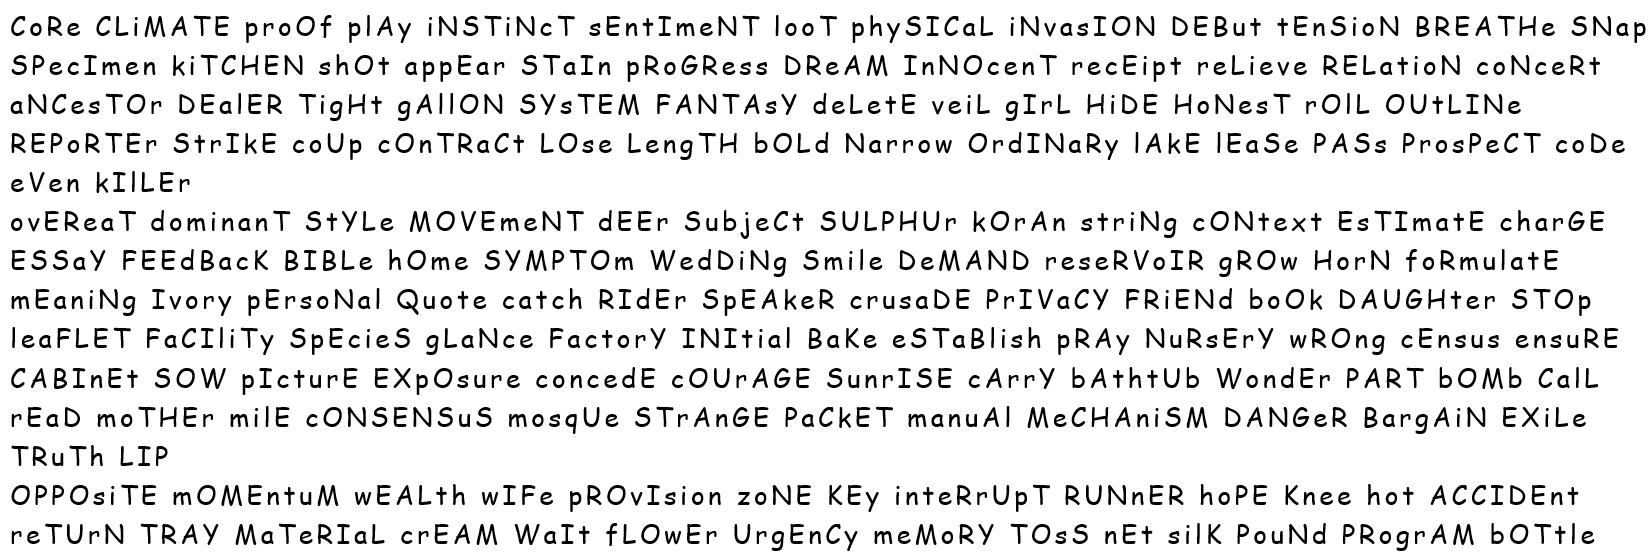 CoRe CLiMATE proOf plAy iNSTiNcT sEntImeNT looT phySICaL iNvasION DEBut tEnSioN BREATHe SNap
SPecImen kiTCHEN shOt appEar STaIn pRoGRess DReAM InNOcenT recEipt reLieve RELatioN coNceRt
aNCesTOr DEalER TigHt gAllON SYsTEM FANTAsY deLetE veiL gIrL HiDE HoNesT rOlL OUtLINe
REPoRTEr StrIkE coUp cOnTRaCt LOse LengTH bOLd Narrow OrdINaRy lAkE lEaSe PASs ProsPeCT coDe
eVen kIlLEr
ovEReaT dominanT StYLe MOVEmeNT dEEr SubjeCt SULPHUr kOrAn striNg cONtext EsTImatE charGE
ESSaY FEEdBacK BIBLe hOme SYMPTOm WedDiNg Smile DeMAND reseRVoIR gROw HorN foRmulatE
mEaniNg Ivory pErsoNal Quote catch RIdEr SpEAkeR crusaDE PrIVaCY FRiENd boOk DAUGHter STOp
leaFLET FaCIliTy SpEcieS gLaNce FactorY INItial BaKe eSTaBlish pRAy NuRsErY wROng cEnsus ensuRE
CABInEt SOW pIcturE EXpOsure concedE cOUrAGE SunrISE cArrY bAthtUb WondEr PART bOMb CalL
rEaD moTHEr milE cONSENSuS mosqUe STrAnGE PaCkET manuAl MeCHAniSM DANGeR BargAiN EXiLe
TRuTh LIP
OPPOsiTE mOMEntuM wEALth wIFe pROvIsion zoNE KEy inteRrUpT RUNnER hoPE Knee hot ACCIDEnt
reTUrN TRAY MaTeRIaL crEAM WaIt fLOwEr UrgEnCy meMoRY TOsS nEt silK PouNd PRogrAM bOTtle